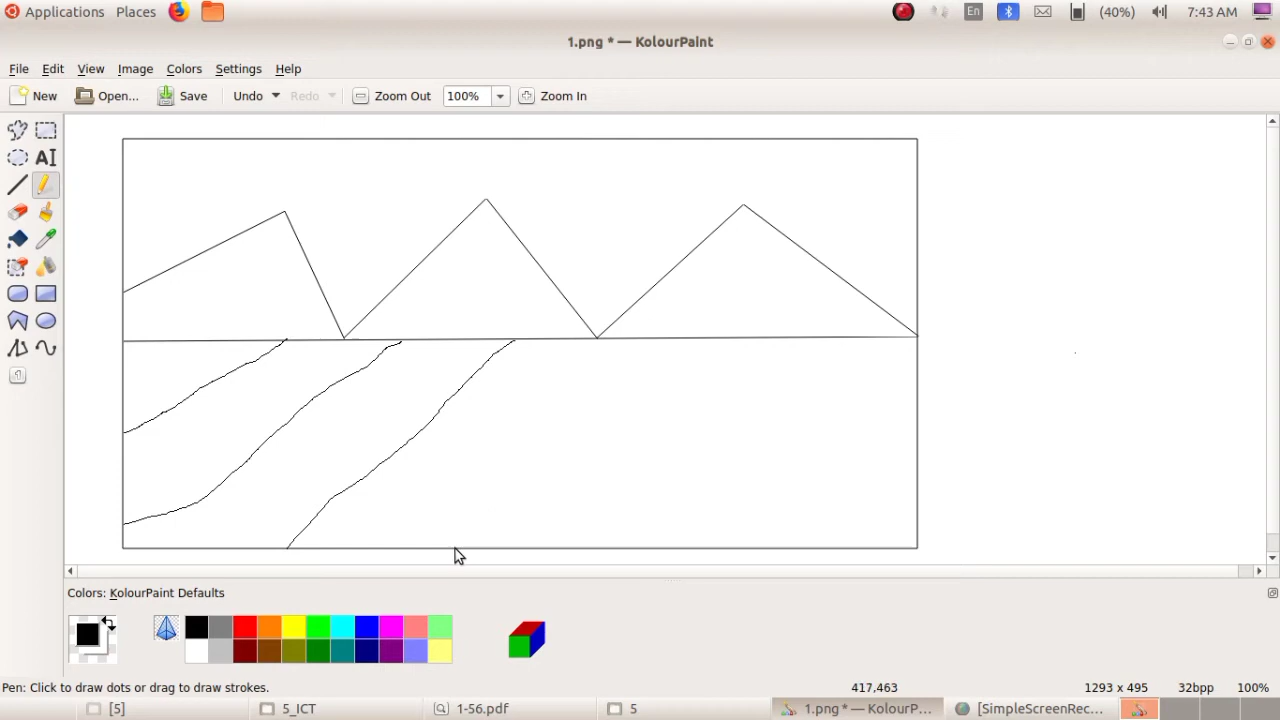 Applications Places En (40%) 7:43 AM
1.png * — KolourPaint
File Edit View Image Colors Settings Help
New Open... Save Undo Redo Zoom Out 100% Zoom In
Colors: KolourPaint Defaults
Pen: Click to draw dots or drag to draw strokes. 417,463 1293 x 495 32bpp 100%
[5] 5_ICT 1-56.pdf 5 1.png * — KolourP... [SimpleScreenRec...